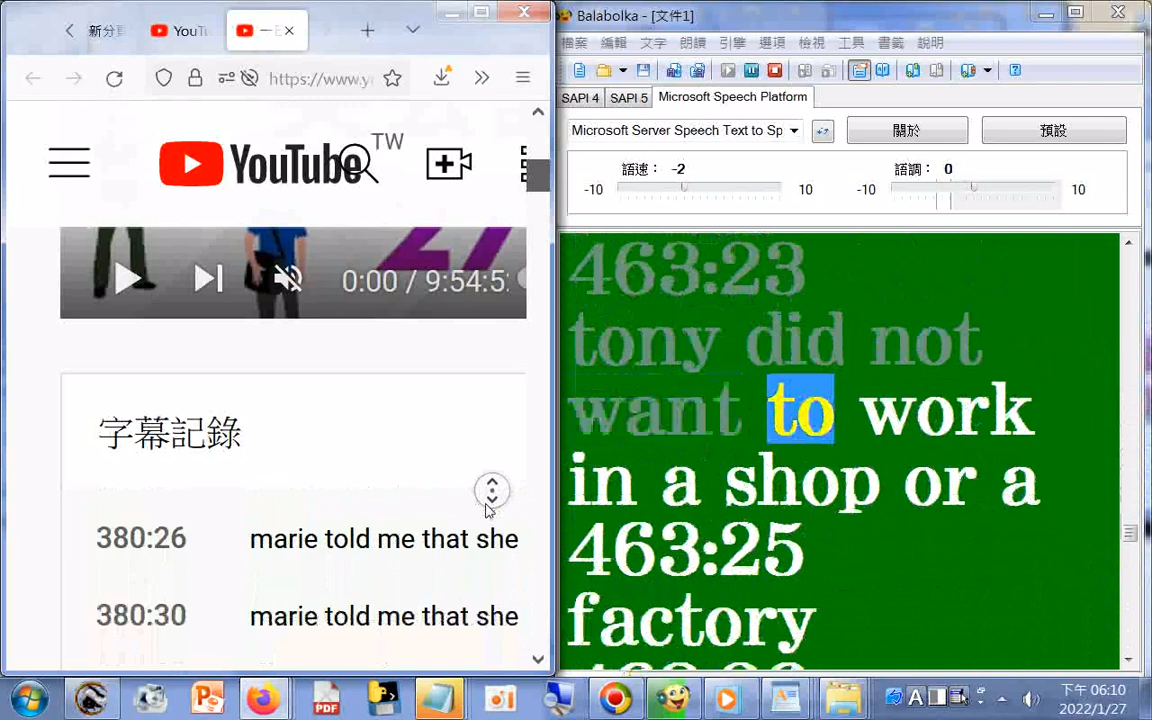 新分
YouTu
一 E
https://www.y
YouTube
TW
27
0:00 / 9:54:5
字幕記錄
380:26 marie told me that she
380:30 marie told me that she
Balabolka - [文件1]
檔案 編輯 文字 朗讀 引擎 選項 檢視 工具 書籤 說明
SAPI 4 SAPI 5 Microsoft Speech Platform
Microsoft Server Speech Text to Sp
關於
預設
語速： -2
語調： 0
-10 10
-10 10
463:23
tony did not
want to work
in a shop or a
463:25
factory
PDF
A
下午 06:10
2022/1/27